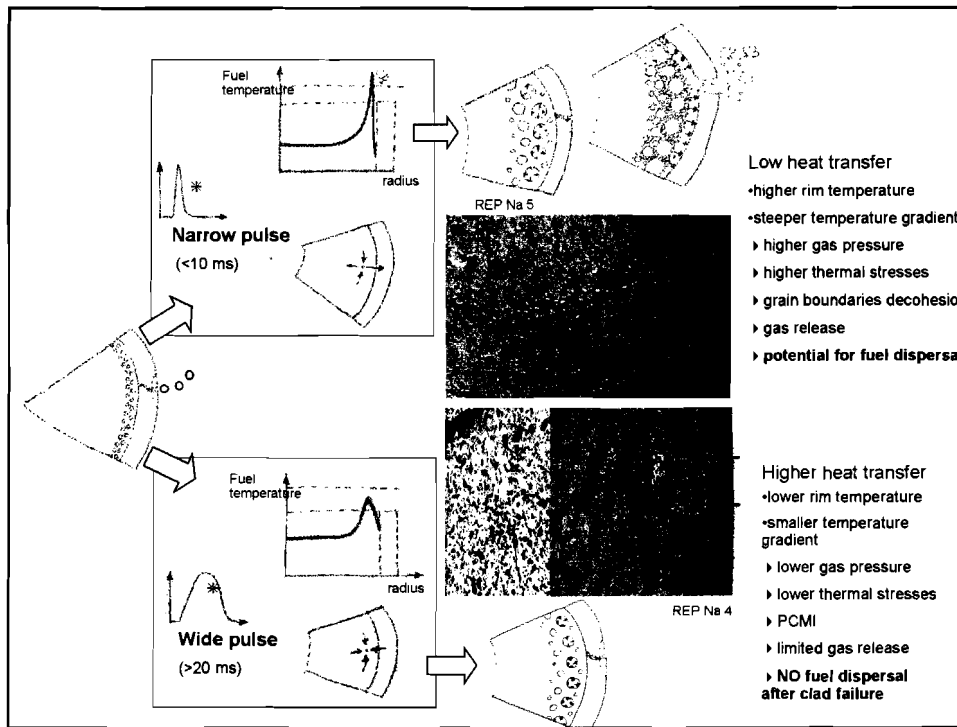 Fuel
temperature
radius
Narrow pulse
(<10 ms)
REP Na 5
Low heat transfer
•higher rim temperature
•steeper temperature gradient
higher gas pressure
higher thermal stresses
grain boundaries decohesio
gas release
potential for fuel dispersa
Fuel
temperature
radius
Wide pulse
(>20 ms)
REP Na 4
Higher heat transfer
•lower rim temperature
•smaller temperature
gradient
lower gas pressure
lower thermal stresses
PCMI
limited gas release
NO fuel dispersal
after clad failure